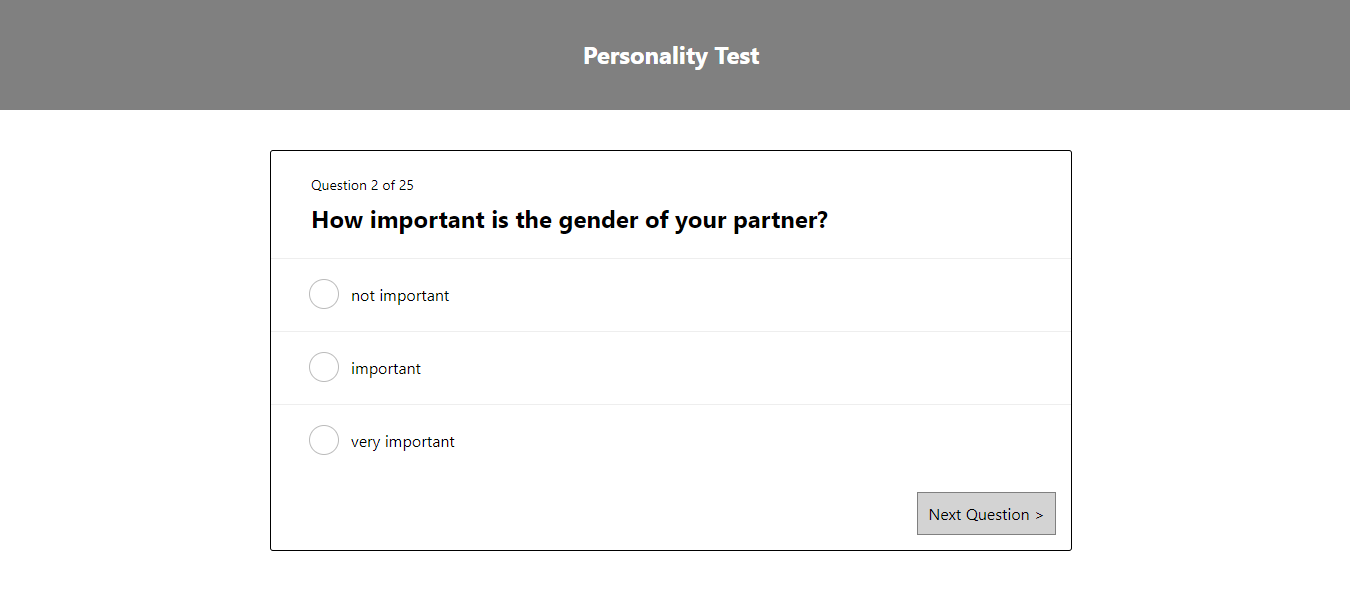 Personality Test
Question 2 of 25
How important is the gender of your partner?
not important
important
very important
Next Question >